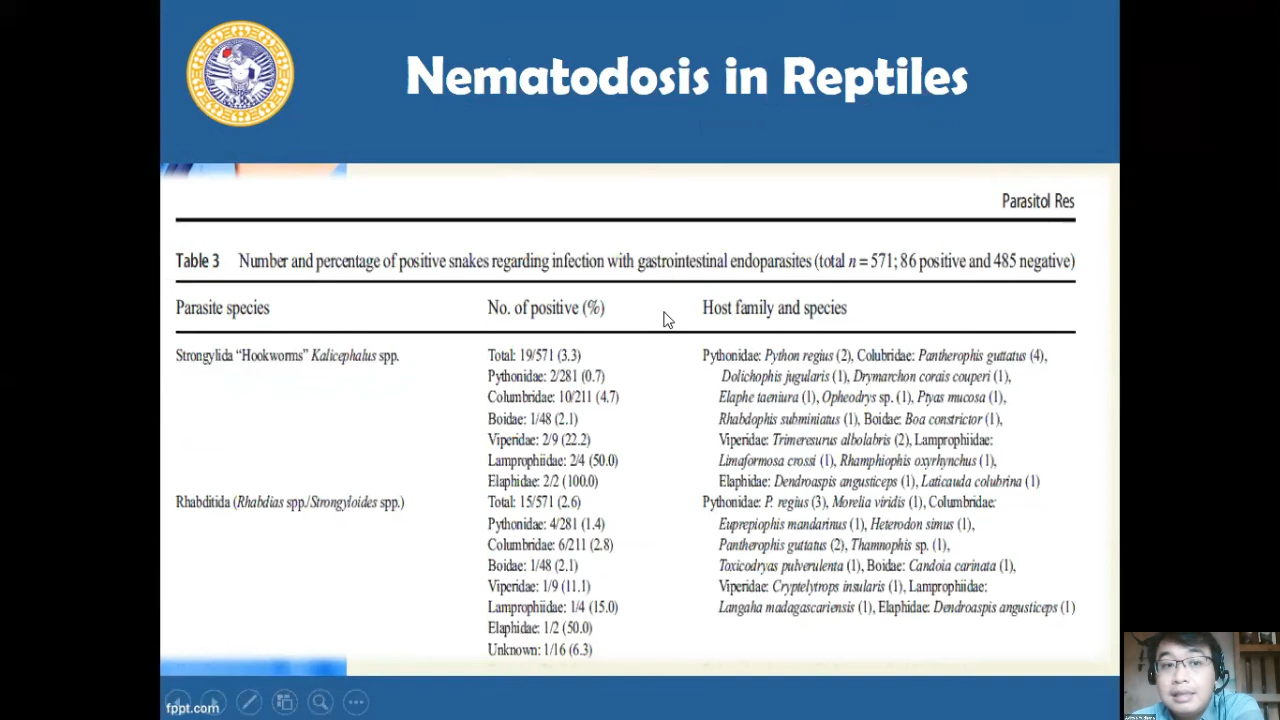 Nematodosis in Reptiles
Parasitol Res
Table 3 Number and percentage of positive snakes regarding infection with gastrointestinal endoparasites (total n = 571; 86 positive and 485 negative)
Parasite species No. of positive (%) Host family and species
Strongylida “Hookworms” Kalicephalus spp. Total: 19/571 (3.3) Pythonidae: Python regius (2), Colubridae: Pantherophis guttatus (4),
Pythonidae: 2/281 (0.7) Dolichophis jugularis (1), Drymarchon corais couperi (1),
Columbridae: 10/211 (4.7) Elaphe taeniura (1), Opheodrys sp. (1), Ptyas mucosa (1),
Boidae: 1/48 (2.1) Rhabdophis subminiatus (1), Boidae: Boa constrictor (1),
Viperidae: 2/9 (22.2) Viperidae: Trimeresurus albolabris (2), Lamprophiidae:
Lamprophiidae: 2/4 (50.0) Limaformosa crossi (1), Rhamphiophis oxyrhynchus (1),
Elaphidae: 2/2 (100.0) Elaphidae: Dendroaspis angusticeps (1), Laticauda colubrina (1)
Rhabditida (Rhabdias spp./Strongyloides spp.) Total: 15/571 (2.6) Pythonidae: P. regius (3), Morelia viridis (1), Columbridae:
Pythonidae: 4/281 (1.4) Euprepiophis mandarinus (1), Heterodon simus (1),
Columbridae: 6/211 (2.8) Pantherophis guttatus (2), Thamnophis sp. (1),
Boidae: 1/48 (2.1) Toxicodryas pulverulenta (1), Boidae: Candoia carinata (1),
Viperidae: 1/9 (11.1) Viperidae: Cryptelytrops insularis (1), Lamprophiidae:
Lamprophiidae: 1/4 (15.0) Langaha madagascariensis (1), Elaphidae: Dendroaspis angusticeps (1)
Elaphidae: 1/2 (50.0)
Unknown: 1/16 (6.3)
fppt.com